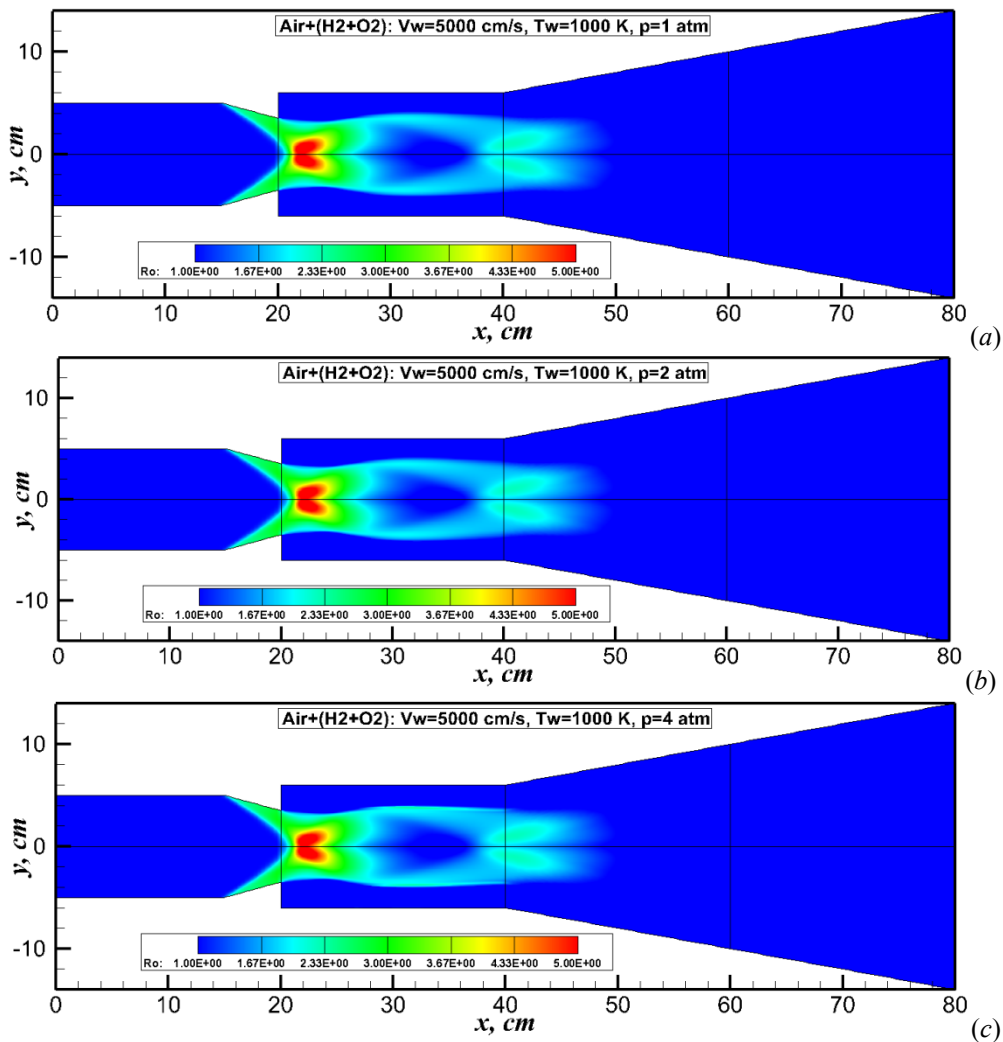 Air+(H2+O2): Vw=5000 cm/s, Tw=1000 K, p=1 atm
10
0
-10
y, cm
Ro: 1.00E+00 1.67E+00 2.33E+00 3.00E+00 3.67E+00 4.33E+00 5.00E+00
0 10 20 30 40 50 60 70 80
x, cm
(a)
Air+(H2+O2): Vw=5000 cm/s, Tw=1000 K, p=2 atm
10
0
-10
y, cm
Ro: 1.00E+00 1.67E+00 2.33E+00 3.00E+00 3.67E+00 4.33E+00 5.00E+00
0 10 20 30 40 50 60 70 80
x, cm
(b)
Air+(H2+O2): Vw=5000 cm/s, Tw=1000 K, p=4 atm
10
0
-10
y, cm
Ro: 1.00E+00 1.67E+00 2.33E+00 3.00E+00 3.67E+00 4.33E+00 5.00E+00
0 10 20 30 40 50 60 70 80
x, cm
(c)